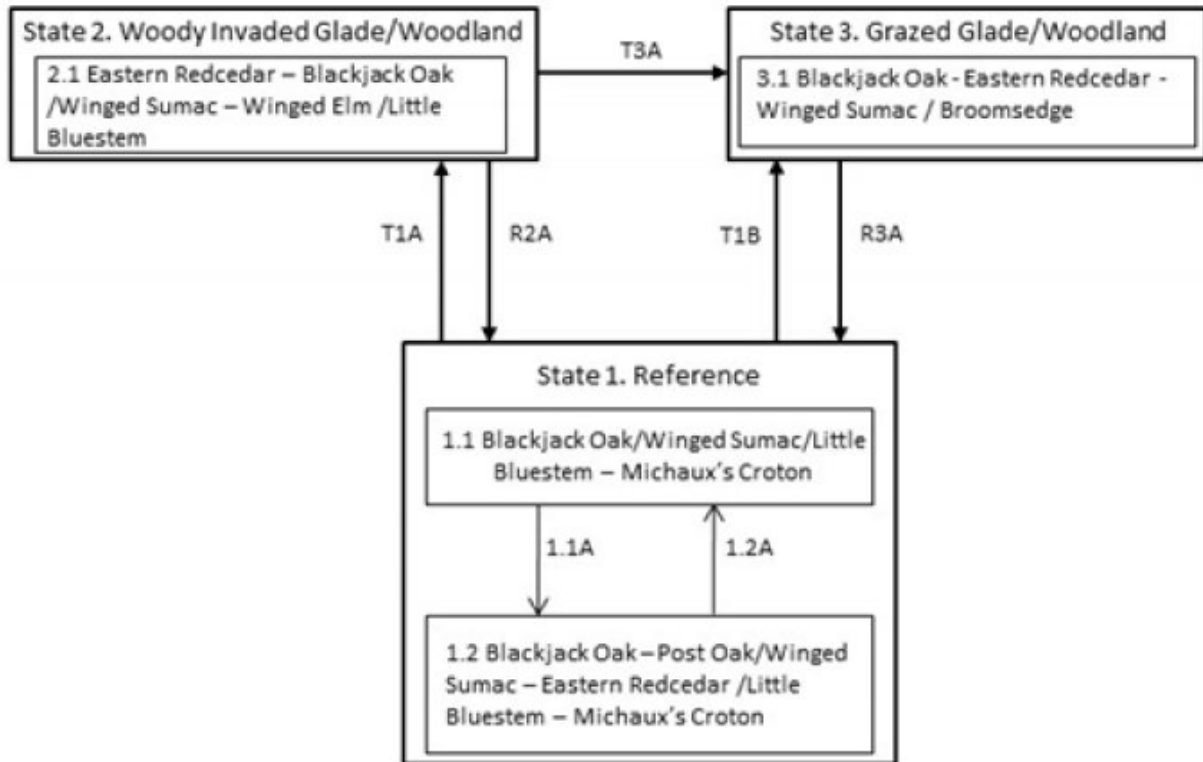 State 2. Woody Invaded Glade/Woodland
2.1 Eastern Redcedar – Blackjack Oak
/Winged Sumac – Winged Elm /Little
Bluestem
T3A
State 3. Grazed Glade/Woodland
3.1 Blackjack Oak - Eastern Redcedar -
Winged Sumac / Broomsedge
T1A
R2A
T1B
R3A
State 1. Reference
1.1 Blackjack Oak/Winged Sumac/Little
Bluestem – Michaux's Croton
1.1A
1.2A
1.2 Blackjack Oak – Post Oak/Winged
Sumac – Eastern Redcedar /Little
Bluestem – Michaux's Croton